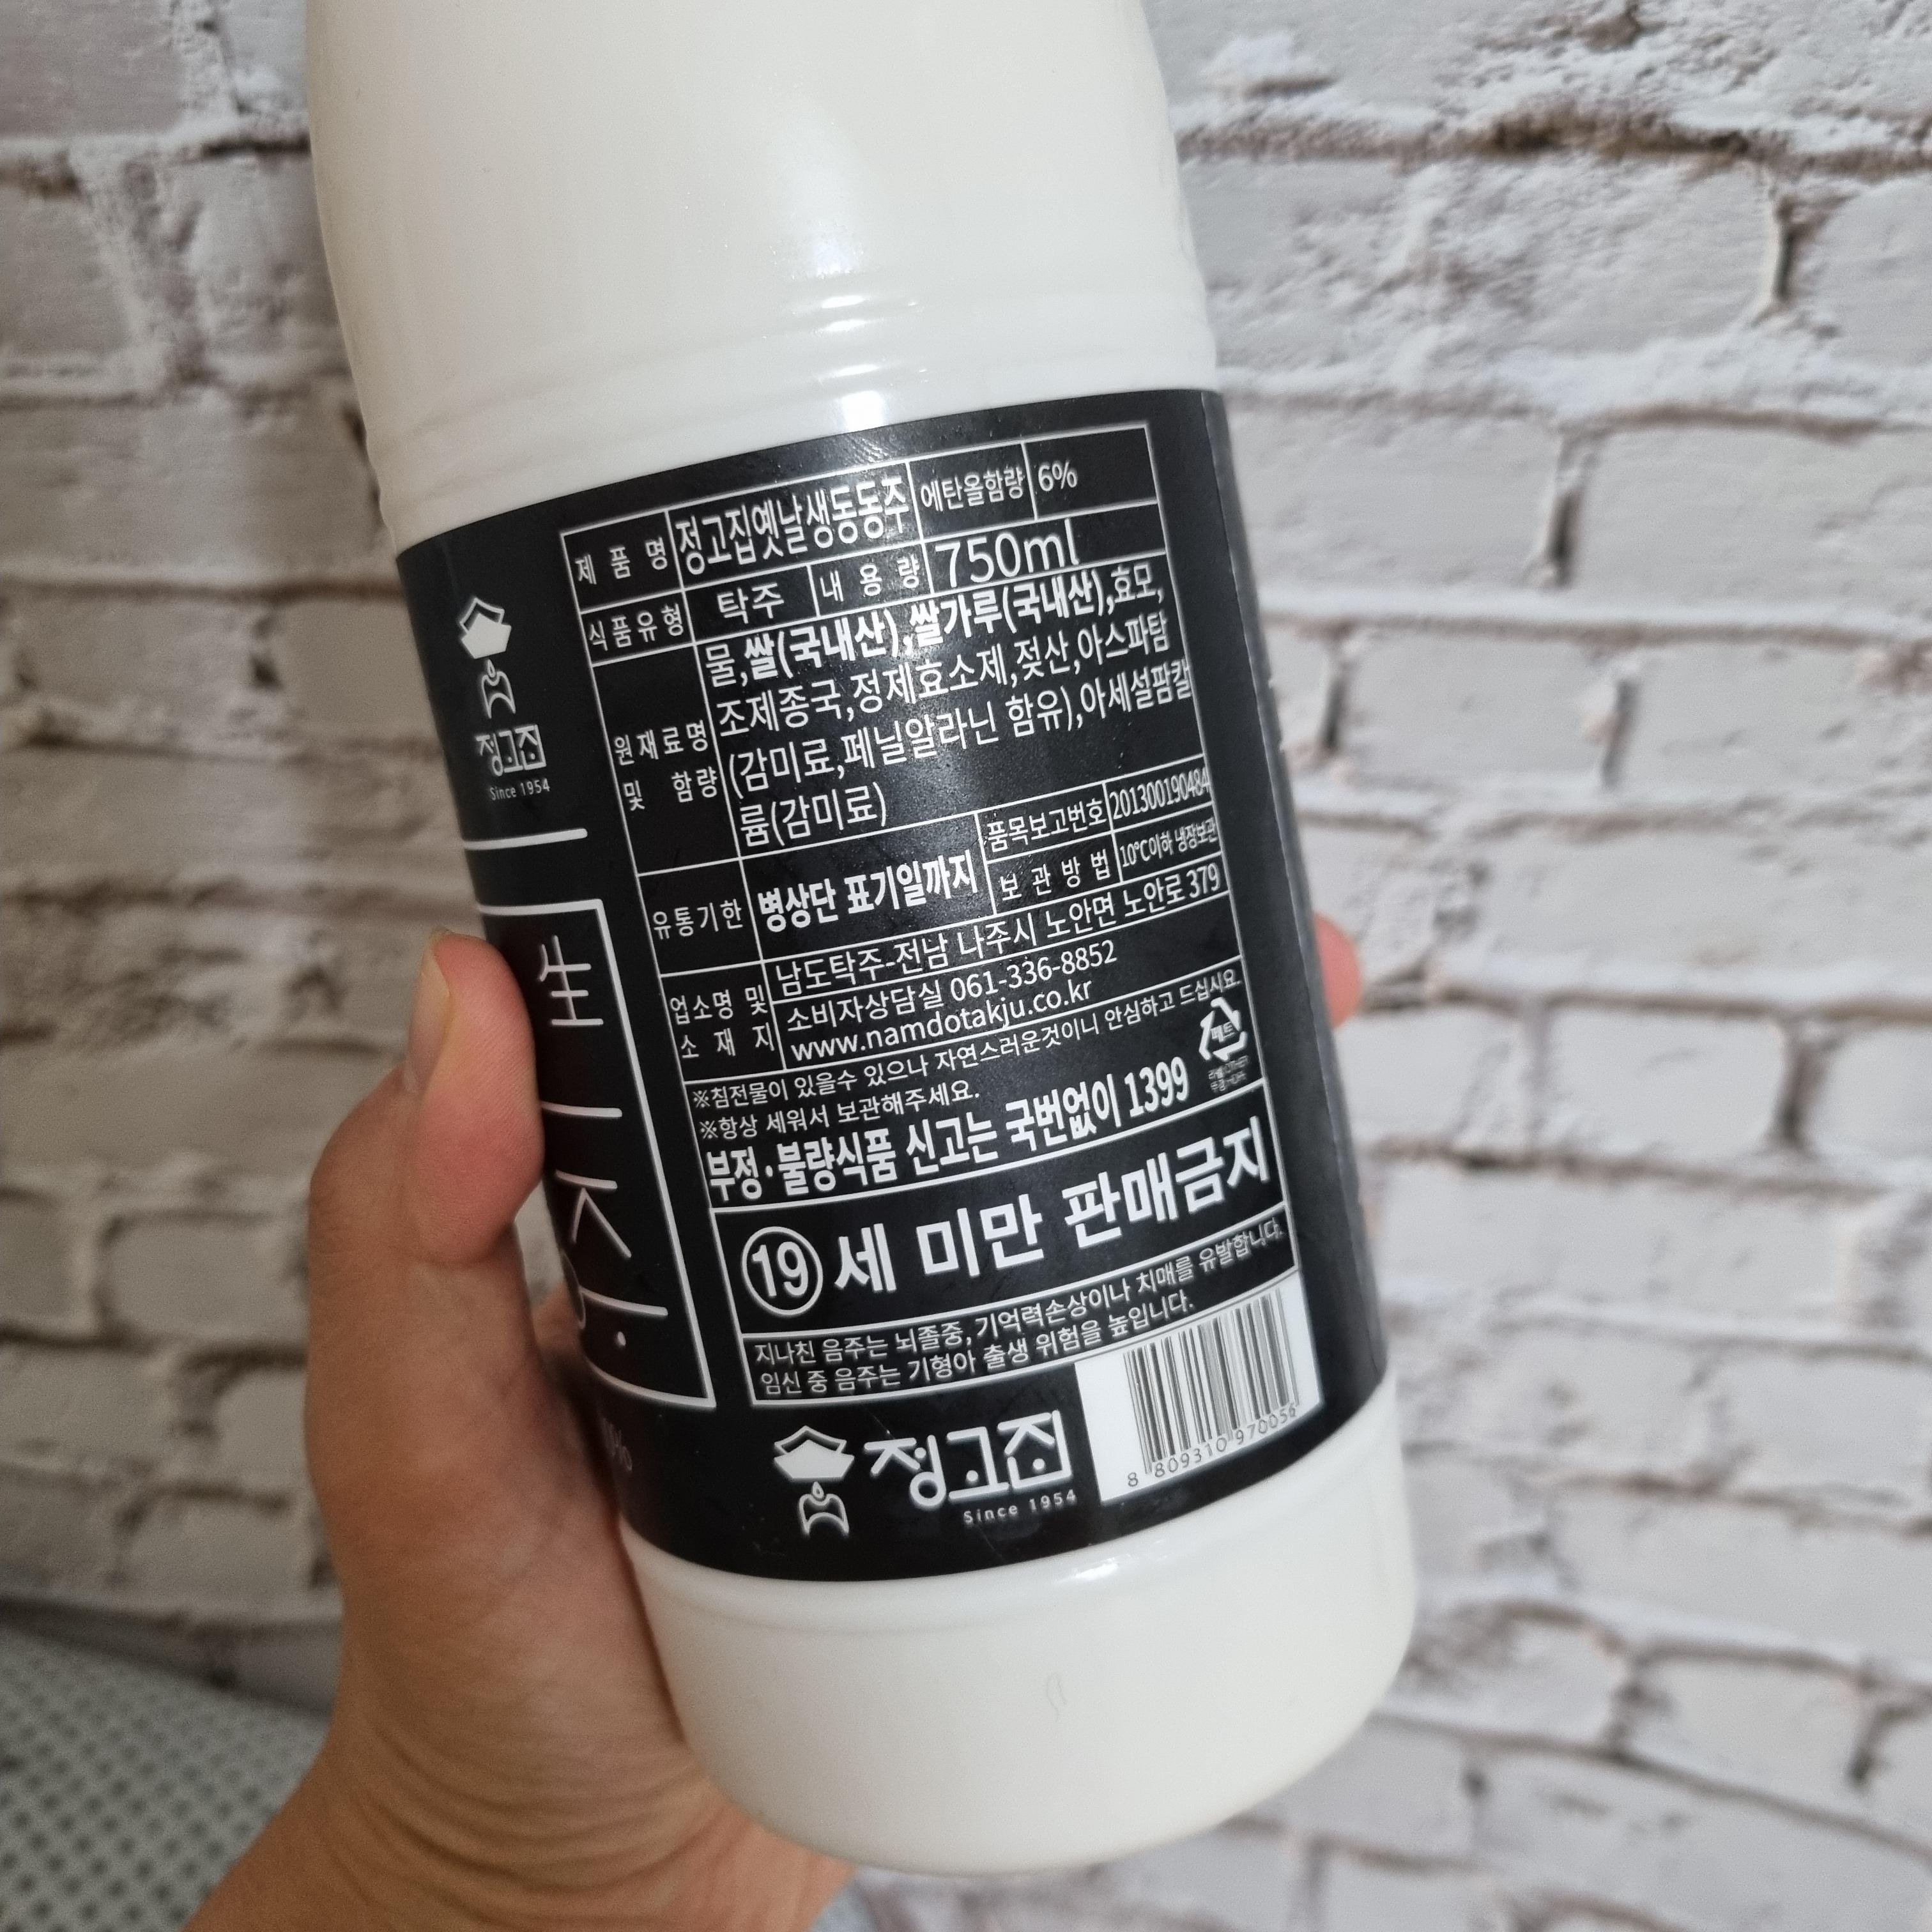 제품명 정고집옛날생동동주 에탄올함량 6%
식품유형 탁주 내용량 750ml
원재료명 및 함량
물,쌀(국내산),쌀가루(국내산),효모,
조제종국,정제효소제,젖산,아스파탐
(감미료,페닐알라닌 함유),아세설팜칼
륨(감미료)
유통기한 병상단 표기일까지
품목보고번호 201300190484
보관방법 10℃이하 냉장보관
업소명 및 소재지
남도탁주-전남 나주시 노안면 노안로 379
소비자상담실 061-336-8852
www.namdotakju.co.kr
※침전물이 있을수 있으나 자연스러운것이니 안심하고 드십시요.
※항상 세워서 보관해주세요.
페트
부정·불량식품 신고는 국번없이 1399
19세 미만 판매금지
지나친 음주는 뇌졸중, 기억력손상이나 치매를 유발합니다.
임신 중 음주는 기형아 출생 위험을 높입니다.
정고집
Since 1954
8 809310 970056
정고집
Since 1954
生